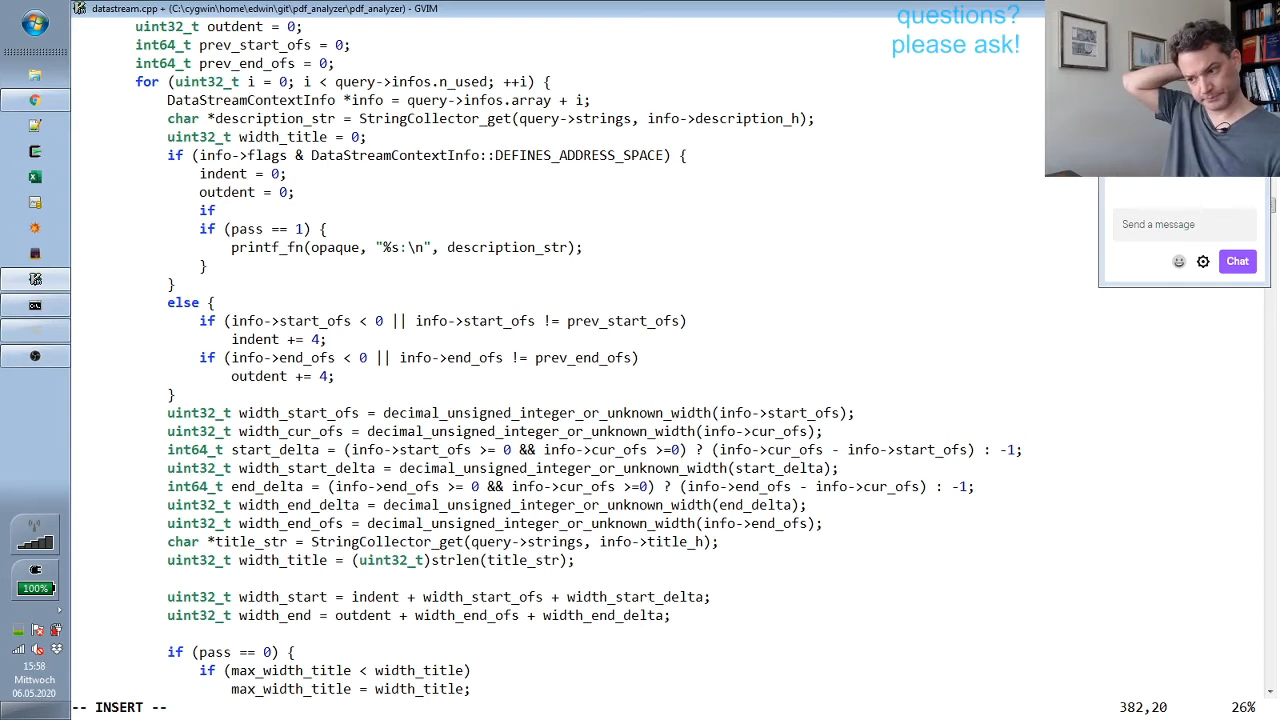 datastream.cpp + (C:\cygwin\home\edwin\git\pdf_analyzer\pdf_analyzer) - GVIM
questions?
please ask!
uint32_t outdent = 0;
int64_t prev_start_ofs = 0;
int64_t prev_end_ofs = 0;
for (uint32_t i = 0; i < query->infos.n_used; ++i) {
DataStreamContextInfo *info = query->infos.array + i;
char *description_str = StringCollector_get(query->strings, info->description_h);
uint32_t width_title = 0;
if (info->flags & DataStreamContextInfo::DEFINES_ADDRESS_SPACE) {
indent = 0;
outdent = 0;
if
if (pass == 1) {
printf_fn(opaque, "%s:\n", description_str);
}
}
else {
if (info->start_ofs < 0 || info->start_ofs != prev_start_ofs)
indent += 4;
if (info->end_ofs < 0 || info->end_ofs != prev_end_ofs)
outdent += 4;
}
uint32_t width_start_ofs = decimal_unsigned_integer_or_unknown_width(info->start_ofs);
uint32_t width_cur_ofs = decimal_unsigned_integer_or_unknown_width(info->cur_ofs);
int64_t start_delta = (info->start_ofs >= 0 && info->cur_ofs >=0) ? (info->cur_ofs - info->start_ofs) : -1;
uint32_t width_start_delta = decimal_unsigned_integer_or_unknown_width(start_delta);
int64_t end_delta = (info->end_ofs >= 0 && info->cur_ofs >=0) ? (info->end_ofs - info->cur_ofs) : -1;
uint32_t width_end_delta = decimal_unsigned_integer_or_unknown_width(end_delta);
uint32_t width_end_ofs = decimal_unsigned_integer_or_unknown_width(info->end_ofs);
char *title_str = StringCollector_get(query->strings, info->title_h);
uint32_t width_title = (uint32_t)strlen(title_str);
uint32_t width_start = indent + width_start_ofs + width_start_delta;
uint32_t width_end = outdent + width_end_ofs + width_end_delta;
if (pass == 0) {
if (max_width_title < width_title)
max_width_title = width_title;
-- INSERT --
382,20
26%
Send a message
Chat
100%
15:58
Mittwoch
06.05.2020